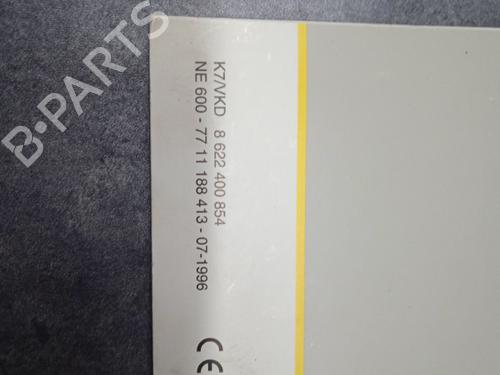 B-PARTS
K7/VKD 8 622 400 854
NE 600 - 77 11 188 413 - 07-1996
CE